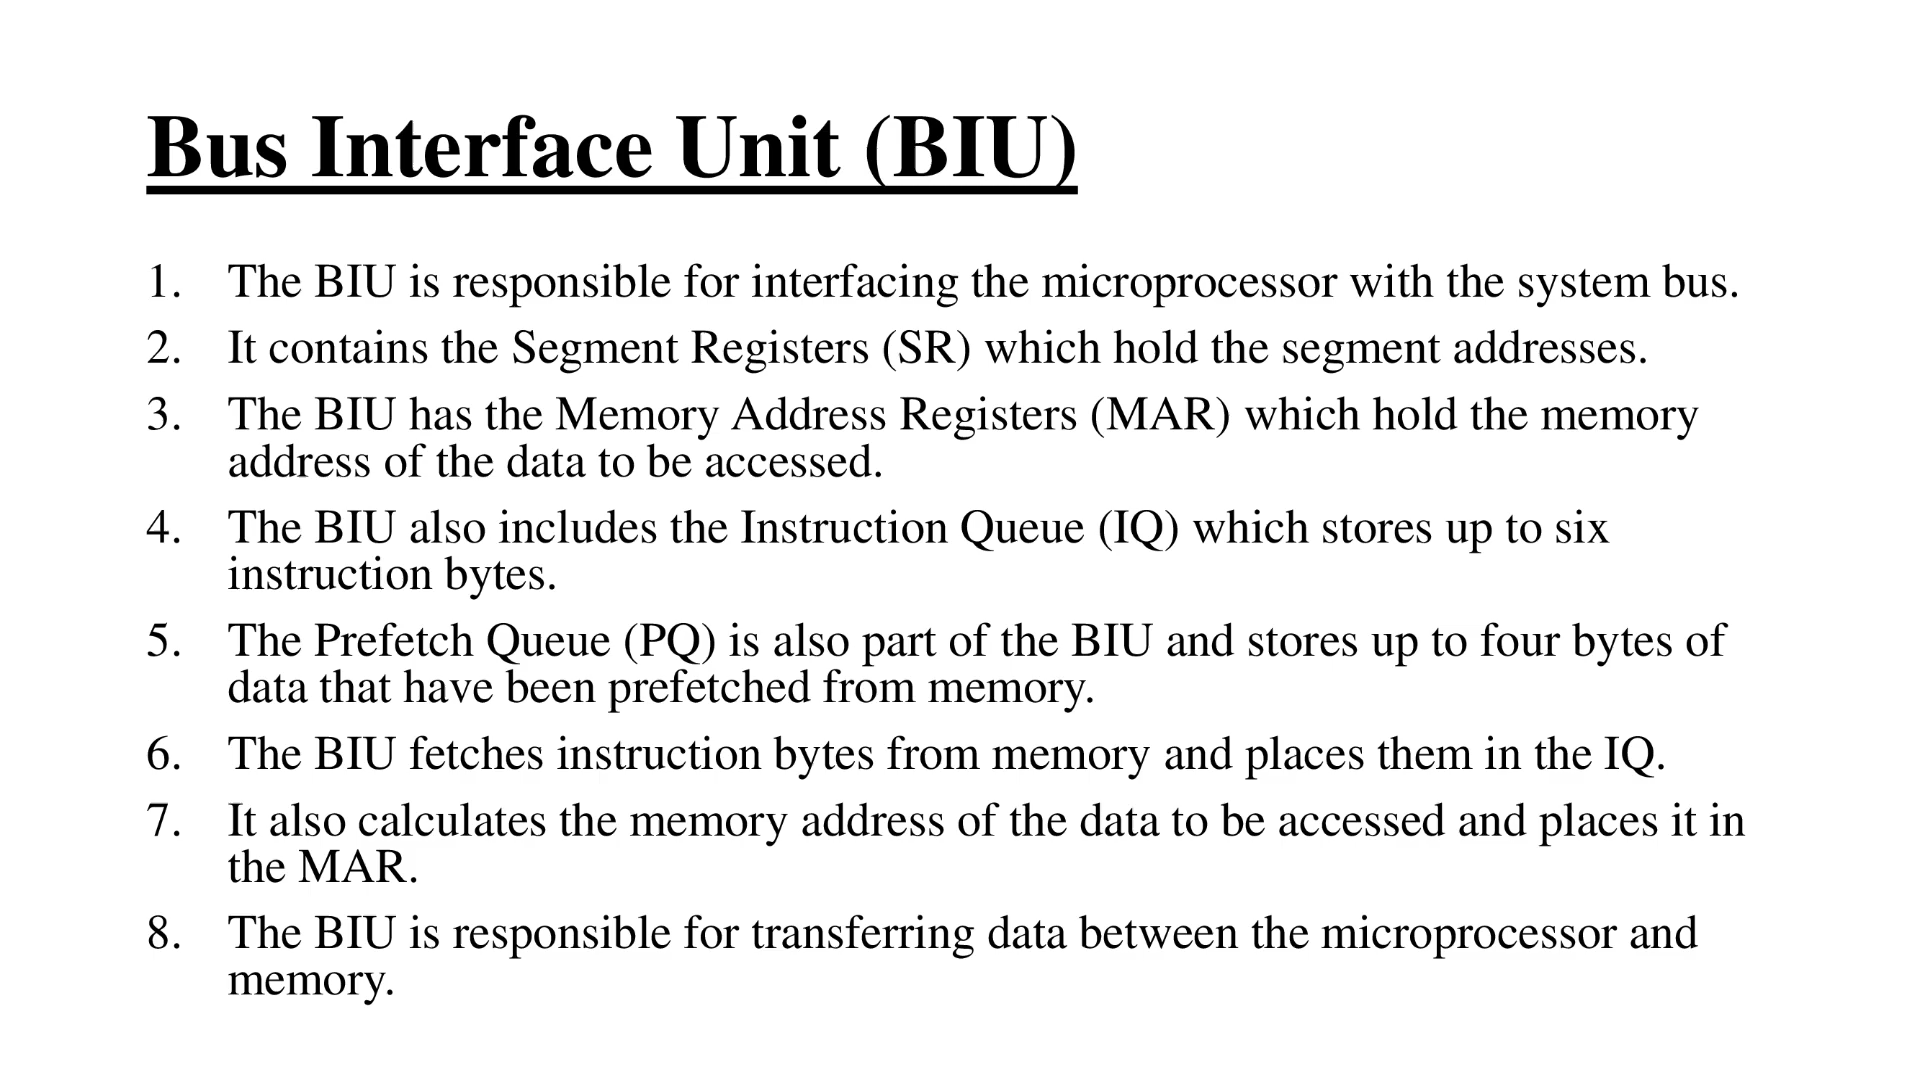 Bus Interface Unit (BIU)
1. The BIU is responsible for interfacing the microprocessor with the system bus.
2. It contains the Segment Registers (SR) which hold the segment addresses.
3. The BIU has the Memory Address Registers (MAR) which hold the memory
address of the data to be accessed.
4. The BIU also includes the Instruction Queue (IQ) which stores up to six
instruction bytes.
5. The Prefetch Queue (PQ) is also part of the BIU and stores up to four bytes of
data that have been prefetched from memory.
6. The BIU fetches instruction bytes from memory and places them in the IQ.
7. It also calculates the memory address of the data to be accessed and places it in
the MAR.
8. The BIU is responsible for transferring data between the microprocessor and
memory.